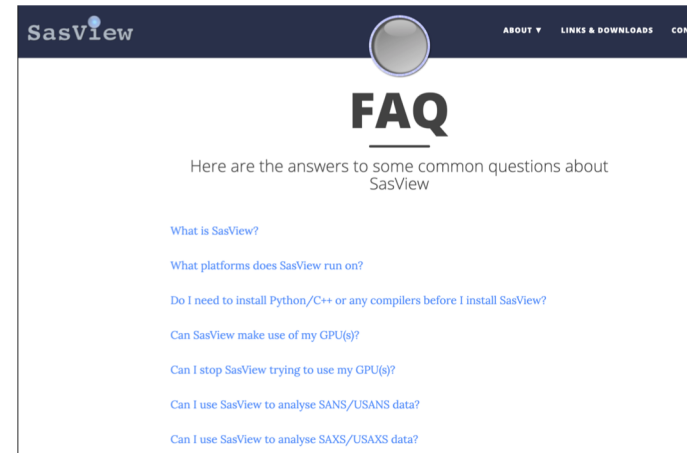 SasView
ABOUT ▼ LINKS & DOWNLOADS
FAQ
Here are the answers to some common questions about
SasView
What is SasView?
What platforms does SasView run on?
Do I need to install Python/C++ or any compilers before I install SasView?
Can SasView make use of my GPU(s)?
Can I stop SasView trying to use my GPU(s)?
Can I use SasView to analyse SANS/USANS data?
Can I use SasView to analyse SAXS/USAXS data?